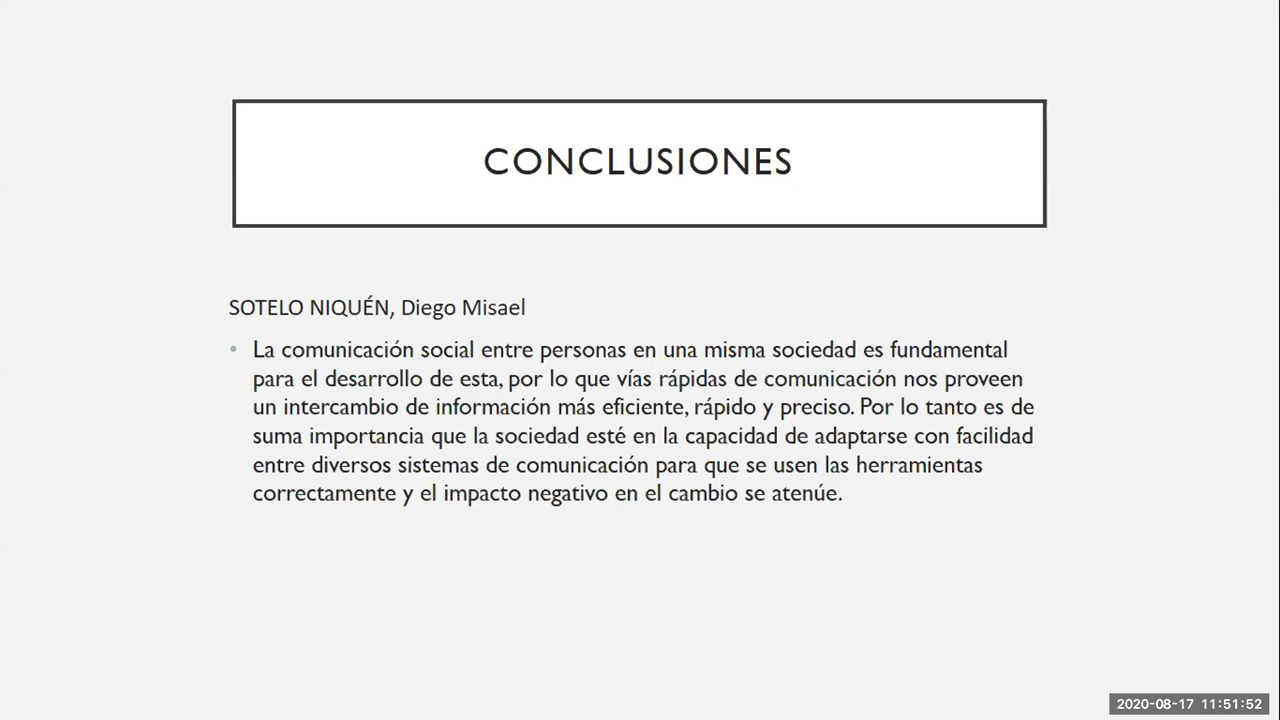 CONCLUSIONES
SOTELO NIQUÉN, Diego Misael
• La comunicación social entre personas en una misma sociedad es fundamental
para el desarrollo de esta, por lo que vías rápidas de comunicación nos proveen
un intercambio de información más eficiente, rápido y preciso. Por lo tanto es de
suma importancia que la sociedad esté en la capacidad de adaptarse con facilidad
entre diversos sistemas de comunicación para que se usen las herramientas
correctamente y el impacto negativo en el cambio se atenúe.
2020-08-17 11:51:52